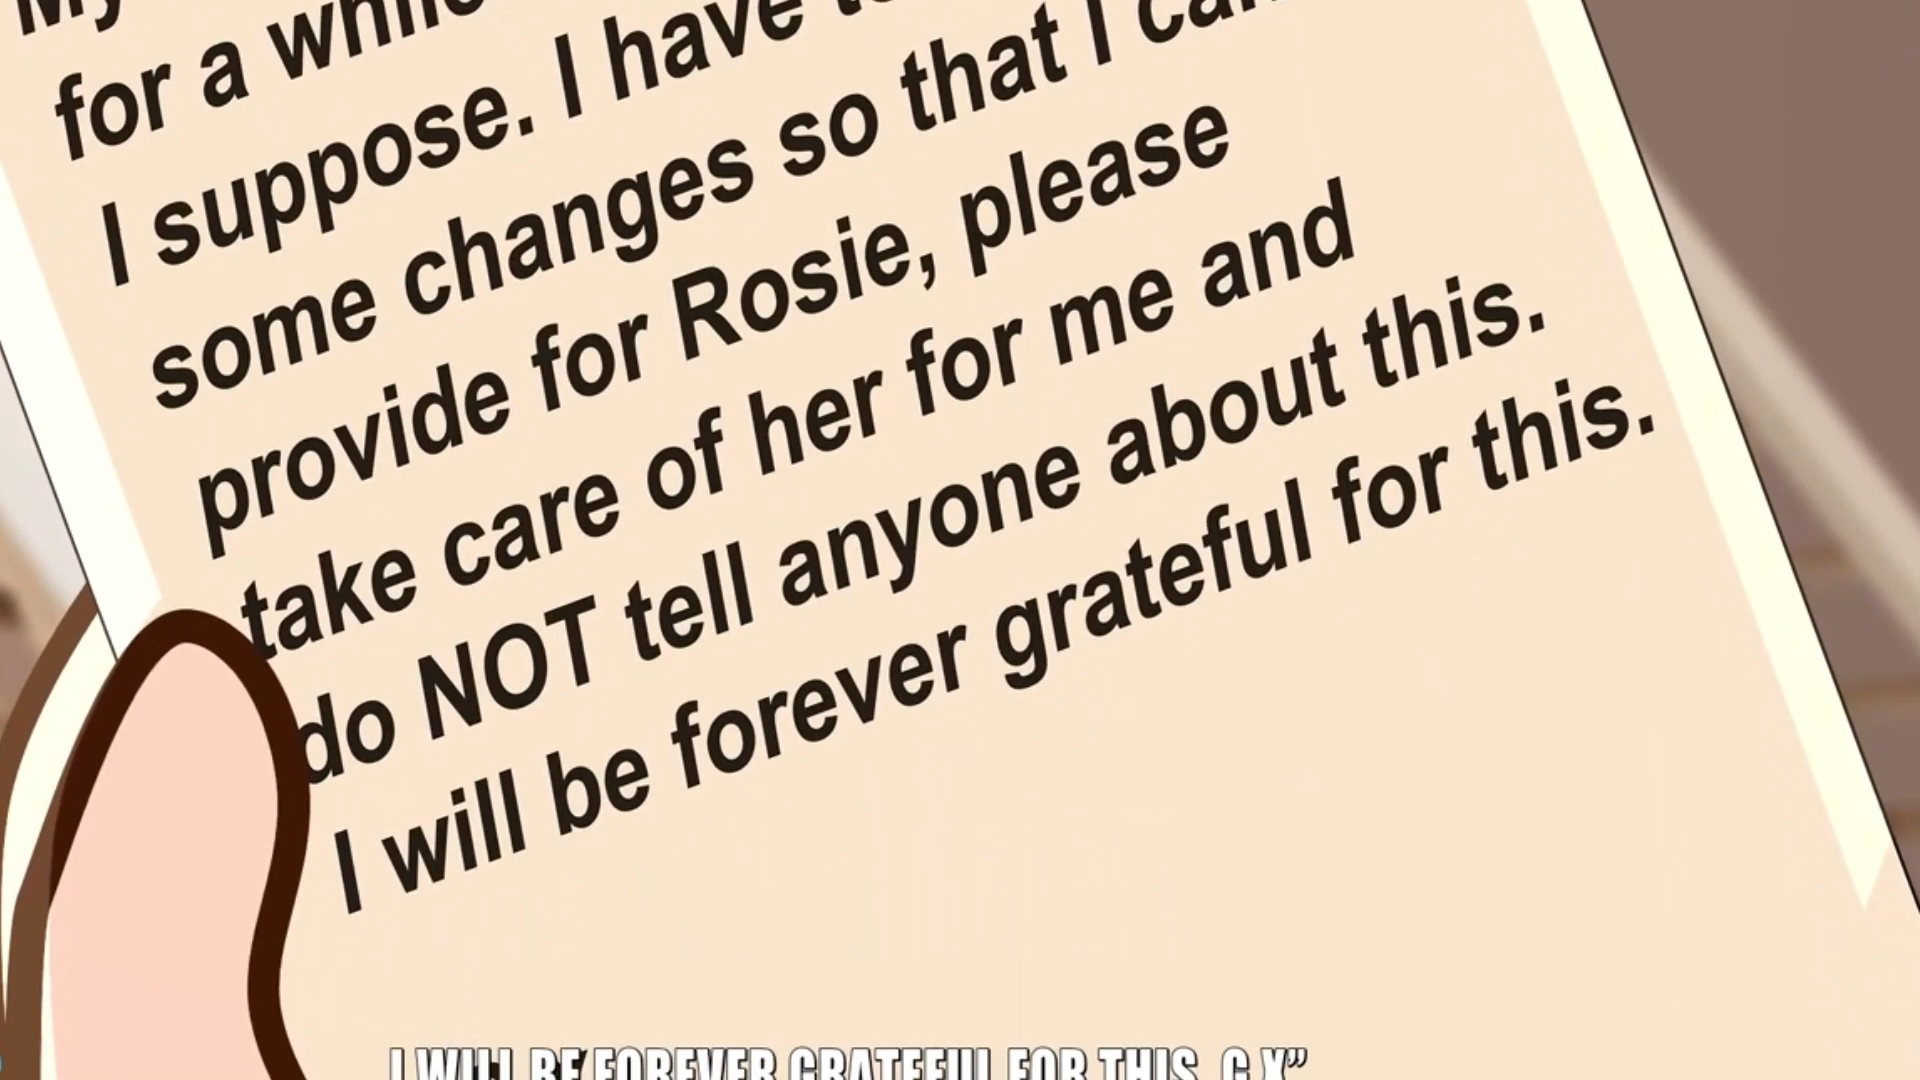 My
for a while
I suppose. I have to
some changes so that I can
provide for Rosie, please
take care of her for me and
do NOT tell anyone about this.
I will be forever grateful for this.
I WILL BE FOREVER GRATEFUL FOR THIS. G.X”